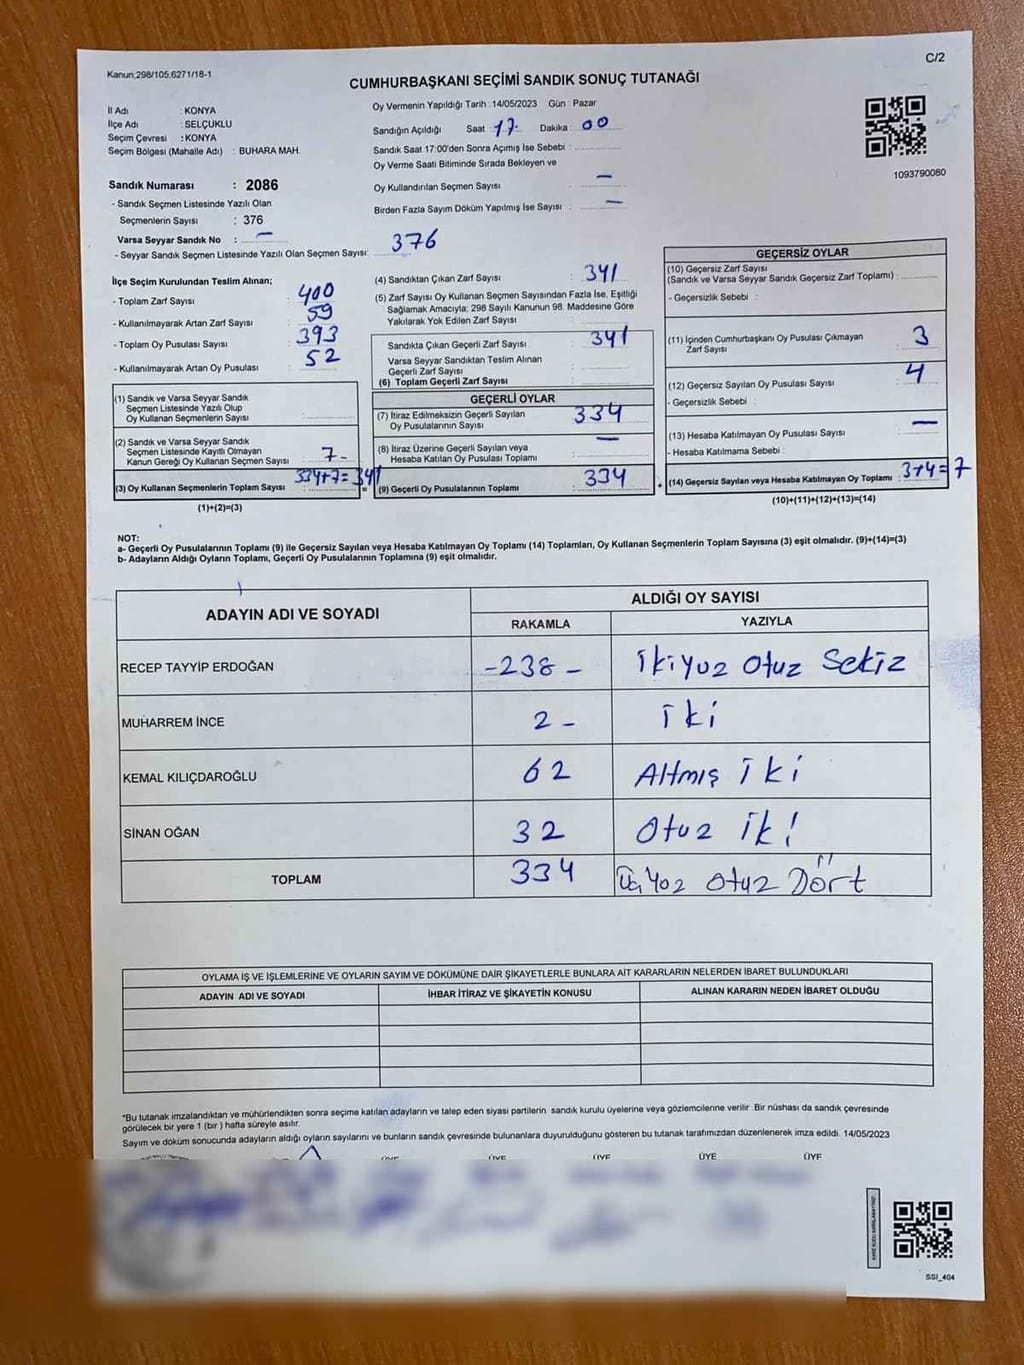 Kanun,298/105,6271/18-1
C/2
CUMHURBAŞKANI SEÇİMİ SANDIK SONUÇ TUTANAĞI
İl Adı : KONYA
İlçe Adı : SELÇUKLU
Seçim Çevresi : KONYA
Seçim Bölgesi (Mahalle Adı) : BUHARA MAH.
Oy Vermenin Yapıldığı Tarih : 14/05/2023 Gün : Pazar
Sandığın Açıldığı Saat : 17. Dakika : 00
Sandık Saat 17:00'den Sonra Açımış İse Sebebi :
Oy Verme Saati Bitiminde Sırada Bekleyen ve
Oy Kullandırılan Seçmen Sayısı : —
Birden Fazla Sayım Döküm Yapılmış İse Sayısı : —
1093790080
Sandık Numarası : 2086
- Sandık Seçmen Listesinde Yazılı Olan
Seçmenlerin Sayısı : 376
Varsa Seyyar Sandık No : —
- Seyyar Sandık Listesinde Yazılı Olan Seçmen Sayısı: 376
İlçe Seçim Kurulundan Teslim Alınan;
- Toplam Zarf Sayısı : 400
- Kullanılmayarak Artan Zarf Sayısı : 59
- Toplam Oy Pusulası Sayısı : 393
- Kullanılmayarak Artan Oy Pusulası : 52
(1) Sandık ve Varsa Seyyar Sandık
Seçmen Listesinde Yazılı Olup
Oy Kullanan Seçmenlerin Sayısı :
(2) Sandık ve Varsa Seyyar Sandık
Seçmen Listesinde Kayıtlı Olmayan
Kanun Gereği Oy Kullanan Seçmen Sayısı : 7-
(3) Oy Kullanan Seçmenlerin Toplam Sayısı : 334+7=341
(1)+(2)=(3)
(4) Sandıktan Çıkan Zarf Sayısı : 341
(5) Zarf Sayısı Oy Kullanan Seçmen Sayısından Fazla İse, Eşitliği
Sağlamak Amacıyla; 298 Sayılı Kanunun 98. Maddesine Göre
Yakılarak Yok Edilen Zarf Sayısı :
Sandıkta Çıkan Geçerli Zarf Sayısı : 341
Varsa Seyyar Sandıktan Teslim Alınan
Geçerli Zarf Sayısı :
(6) Toplam Geçerli Zarf Sayısı :
GEÇERLİ OYLAR
(7) İtiraz Edilmeksizin Geçerli Sayılan
Oy Pusulalarının Sayısı : 334
(8) İtiraz Üzerine Geçerli Sayılan veya
Hesaba Katılan Oy Pusulası Toplamı : —
= (9) Geçerli Oy Pusulalarının Toplamı : 334
GEÇERSİZ OYLAR
(10) Geçersiz Zarf Sayısı
(Sandık ve Varsa Seyyar Sandık Geçersiz Zarf Toplamı) :
- Geçersizlik Sebebi :
(11) İçinden Cumhurbaşkanı Oy Pusulası Çıkmayan
Zarf Sayısı : 3
(12) Geçersiz Sayılan Oy Pusulası Sayısı : 4
- Geçersizlik Sebebi :
(13) Hesaba Katılmayan Oy Pusulası Sayısı : —
- Hesaba Katılmama Sebebi :
+ (14) Geçersiz Sayılan veya Hesaba Katılmayan Oy Toplamı : 3+4=7
(10)+(11)+(12)+(13)=(14)
NOT:
a- Geçerli Oy Pusulalarının Toplamı (9) ile Geçersiz Sayılan veya Hesaba Katılmayan Oy Toplamı (14) Toplamları, Oy Kullanan Seçmenlerin Toplam Sayısına (3) eşit olmalıdır. (9)+(14)=(3)
b- Adayların Aldığı Oyların Toplamı, Geçerli Oy Pusulalarının Toplamına (9) eşit olmalıdır.
ADAYIN ADI VE SOYADI
ALDIĞI OY SAYISI
RAKAMLA YAZIYLA
RECEP TAYYİP ERDOĞAN -238- İkiyüz Otuz Sekiz
MUHARREM İNCE 2- İki
KEMAL KILIÇDAROĞLU 62 Altmış İki
SİNAN OĞAN 32 Otuz İki
TOPLAM 334 Üçyüz Otuz Dört
OYLAMA İŞ VE İŞLEMLERİNE VE OYLARIN SAYIM VE DÖKÜMÜNE DAİR ŞİKAYETLERLE BUNLARA AİT KARARLARIN NELERDEN İBARET BULUNDUKLARI
ADAYIN ADI VE SOYADI İHBAR İTİRAZ VE ŞİKAYETİN KONUSU ALINAN KARARIN NEDEN İBARET OLDUĞU
*Bu tutanak imzalandıktan ve mühürlendikten sonra seçime katılan adayların ve talep eden siyasi partilerin sandık kurulu üyelerine veya gözlemcilerine verilir. Bir nüshası da sandık çevresinde
görülecek bir yere 1 (bir) hafta süreyle asılır.
Sayım ve döküm sonucunda adayların aldığı oyların sayılarını ve bunların sandık çevresinde bulunanlara duyurulduğunu gösteren bu tutanak tarafımızdan düzenlenerek imza edildi. 14/05/2023
ÜYE ÜYE ÜYE ÜYE ÜYE
SSI_404